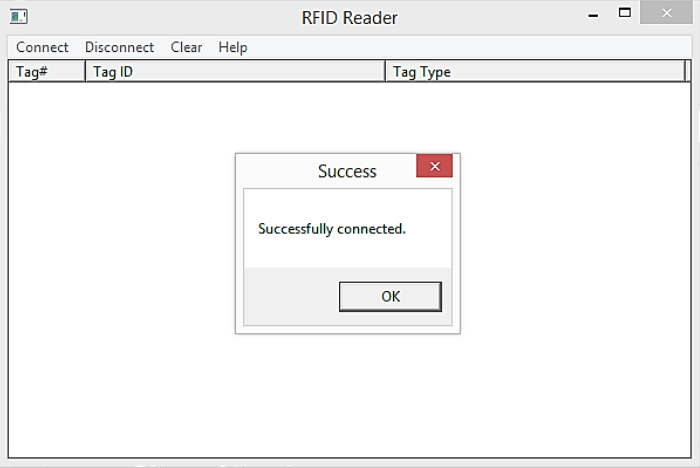 RFID Reader
Connect Disconnect Clear Help
Tag# Tag ID Tag Type
Success
Successfully connected.
OK